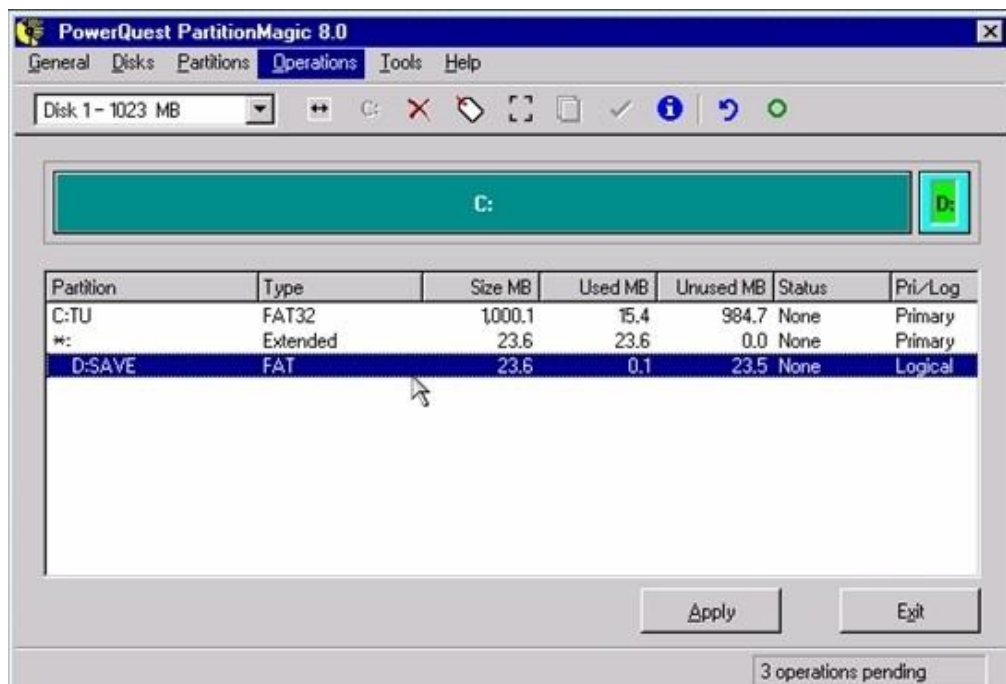 PowerQuest PartitionMagic 8.0
General Disks Partitions Operations Tools Help
Disk 1 - 1023 MB C:
C: D:
Partition Type Size MB Used MB Unused MB Status Pri/Log
C:TU FAT32 1,000.1 15.4 984.7 None Primary
*: Extended 23.6 23.6 0.0 None Primary
D:SAVE FAT 23.6 0.1 23.5 None Logical
Apply Exit
3 operations pending